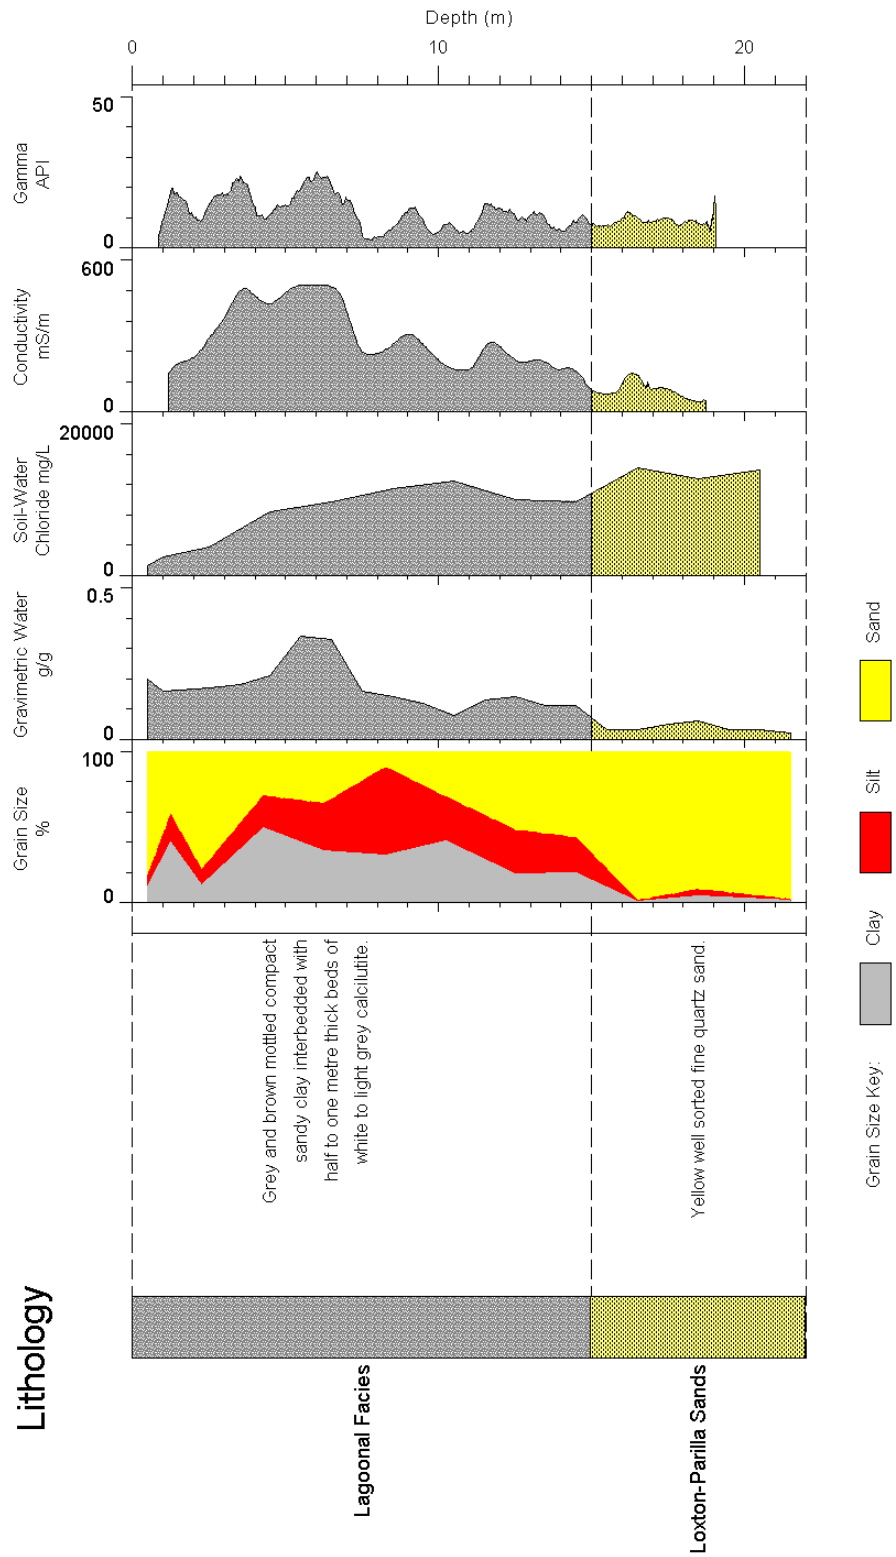 Depth (m)
0
10
20
Gamma
API
50
0
Conductivity
mS/m
600
0
Soil-Water
Chloride mg/L
20000
0
Gravimetric Water
g/g
0.5
0
Grain Size
%
100
0
Grey and brown mottled compact
sandy clay interbedded with
half to one metre thick beds of
white to light grey calcilutite.
Yellow well sorted fine quartz sand.
Lithology
Lagoonal Facies
Loxton-Parilla Sands
Grain Size Key:
Clay
Silt
Sand